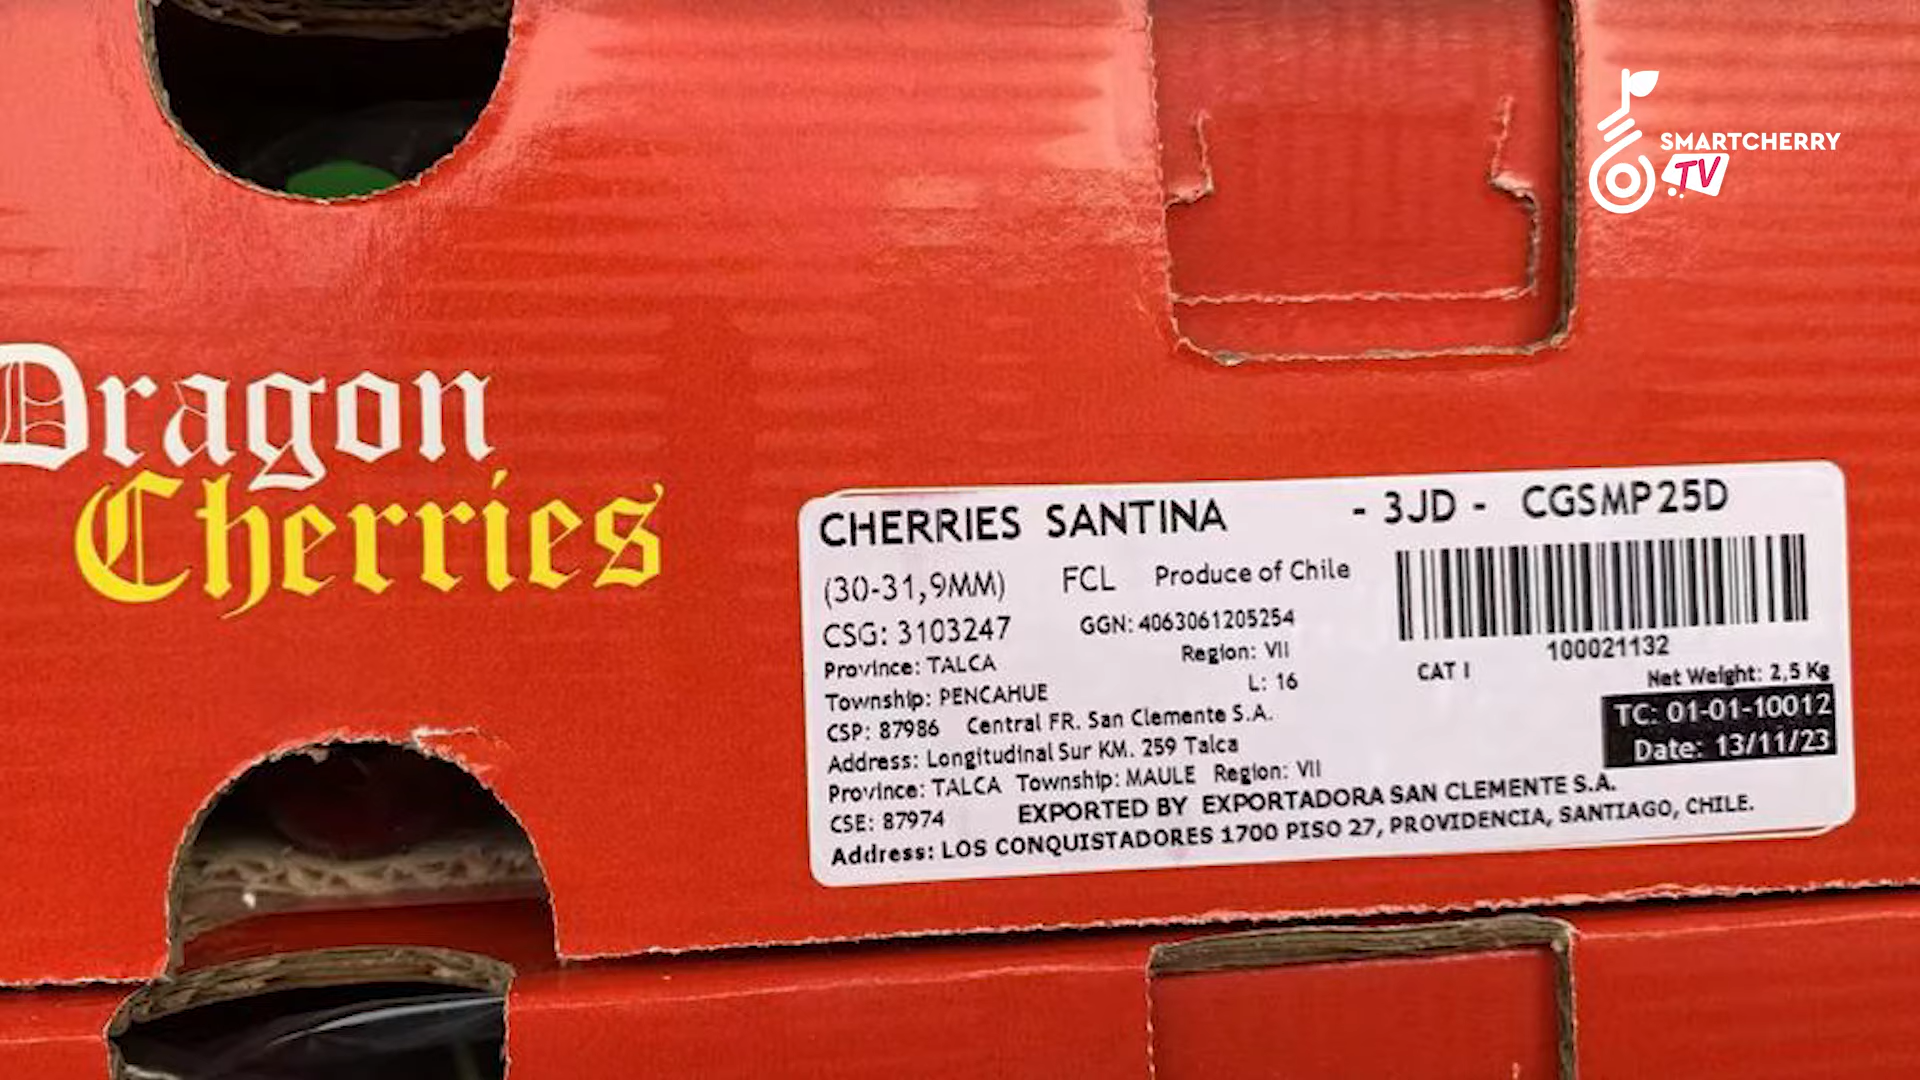 SMARTCHERRY
TV
Dragon
Cherries
CHERRIES SANTINA - 3JD - CGSMP25D
(30-31,9MM) FCL Produce of Chile
CSG: 3103247 GGN: 4063061205254
100021132
Province: TALCA Region: VII
CAT I Net Weight: 2,5 Kg
Township: PENCAHUE L: 16
TC: 01-01-10012
CSP: 87986 Central FR. San Clemente S.A.
Date: 13/11/23
Address: Longitudinal Sur KM. 259 Talca
Province: TALCA Township: MAULE Region: VII
CSE: 87974 EXPORTED BY EXPORTADORA SAN CLEMENTE S.A.
Address: LOS CONQUISTADORES 1700 PISO 27, PROVIDENCIA, SANTIAGO, CHILE.